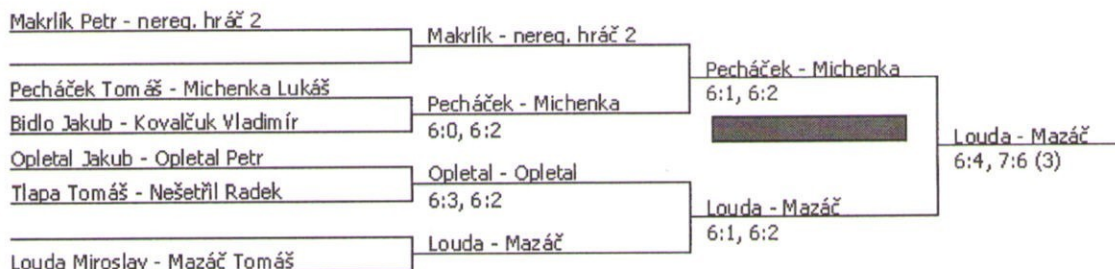 Makrlík Petr - nereg. hráč 2
Pecháček Tomáš - Michenka Lukáš
Bidlo Jakub - Kovalčuk Vladimír
Opletal Jakub - Opletal Petr
Tlapa Tomáš - Nešetřil Radek
Louda Miroslav - Mazáč Tomáš
Makrlík - nereg. hráč 2
Pecháček - Michenka
6:0, 6:2
Opletal - Opletal
6:3, 6:2
Louda - Mazáč
Pecháček - Michenka
6:1, 6:2
Louda - Mazáč
6:1, 6:2
Louda - Mazáč
6:4, 7:6 (3)